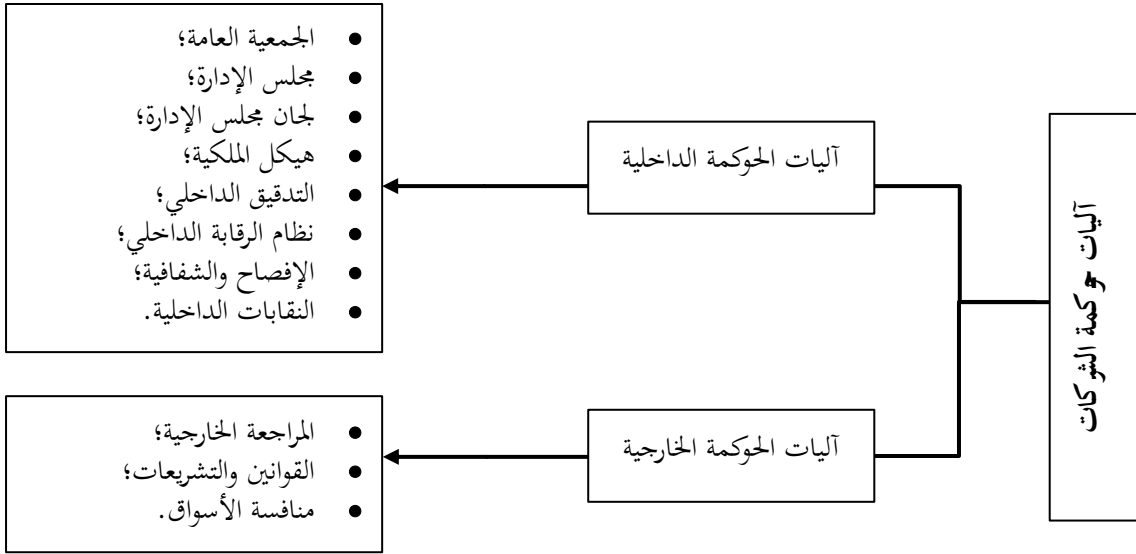 آليات حوكمة الشركات
آليات الحوكمة الداخلية
● الجمعية العامة؛
● مجلس الإدارة؛
● لجان مجلس الإدارة؛
● هيكل الملكية؛
● التدقيق الداخلي؛
● نظام الرقابة الداخلي؛
● الإفصاح والشفافية؛
● النقابات الداخلية.
آليات الحوكمة الخارجية
● المراجعة الخارجية؛
● القوانين والتشريعات؛
● منافسة الأسواق.